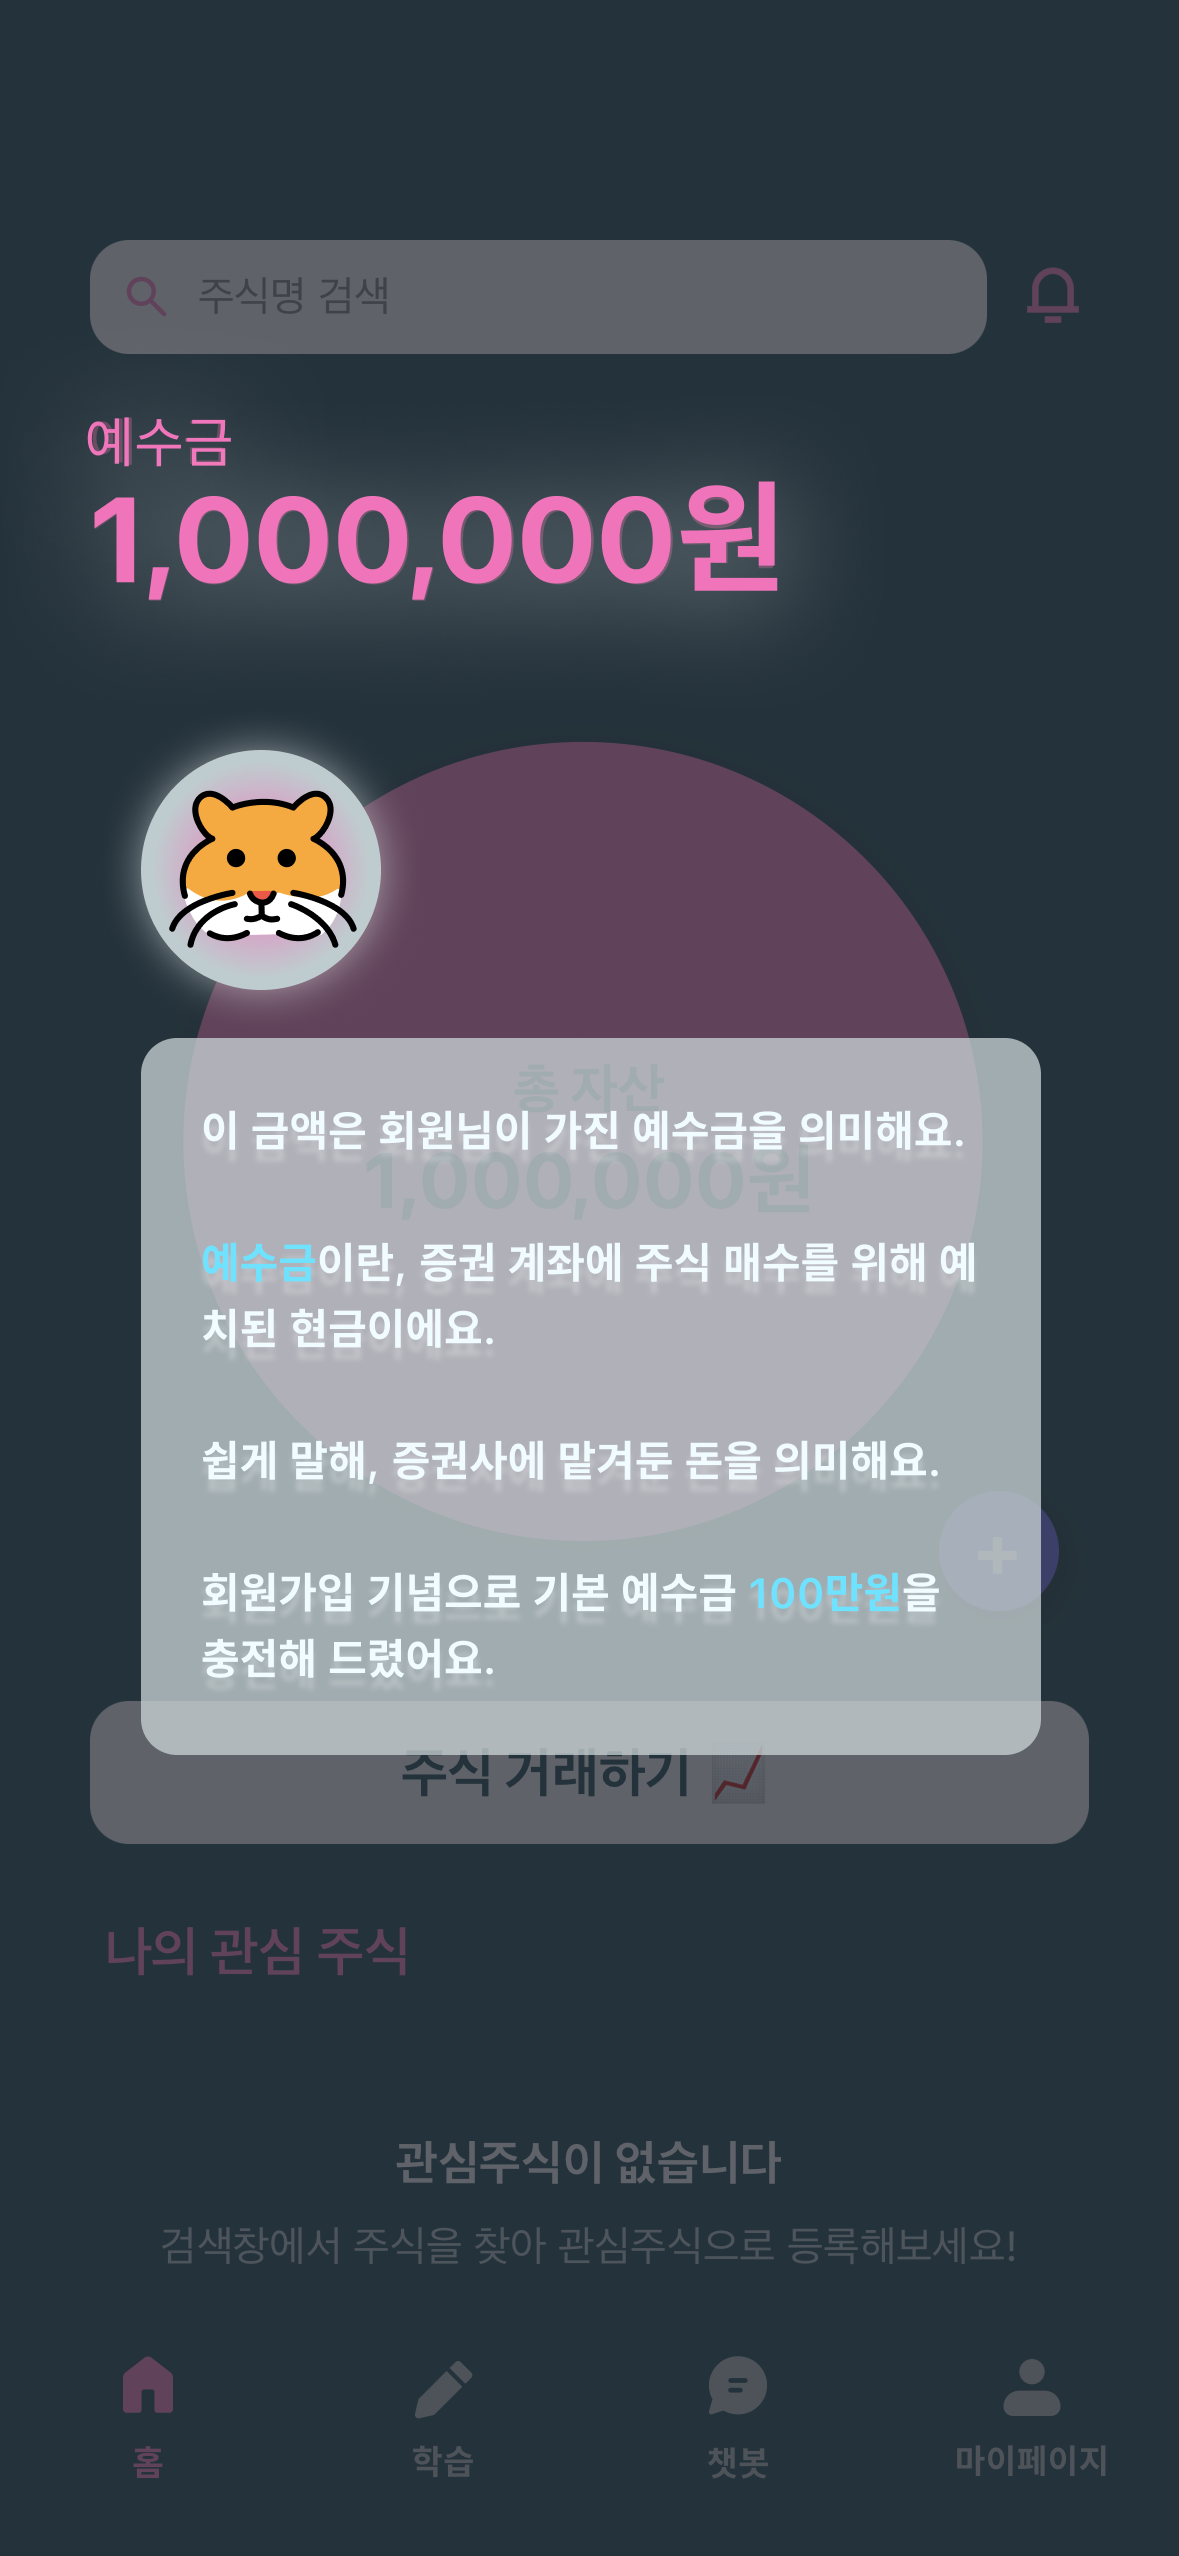 주식명 검색
예수금
1,000,000원
총 자산
이 금액은 회원님이 가진 예수금을 의미해요.
1,000,000원
예수금이란, 증권 계좌에 주식 매수를 위해 예
치된 현금이에요.
쉽게 말해, 증권사에 맡겨둔 돈을 의미해요.
회원가입 기념으로 기본 예수금 100만원을
충전해 드렸어요.
주식 거래하기
나의 관심 주식
관심주식이 없습니다
검색창에서 주식을 찾아 관심주식으로 등록해보세요!
홈 학습 챗봇 마이페이지